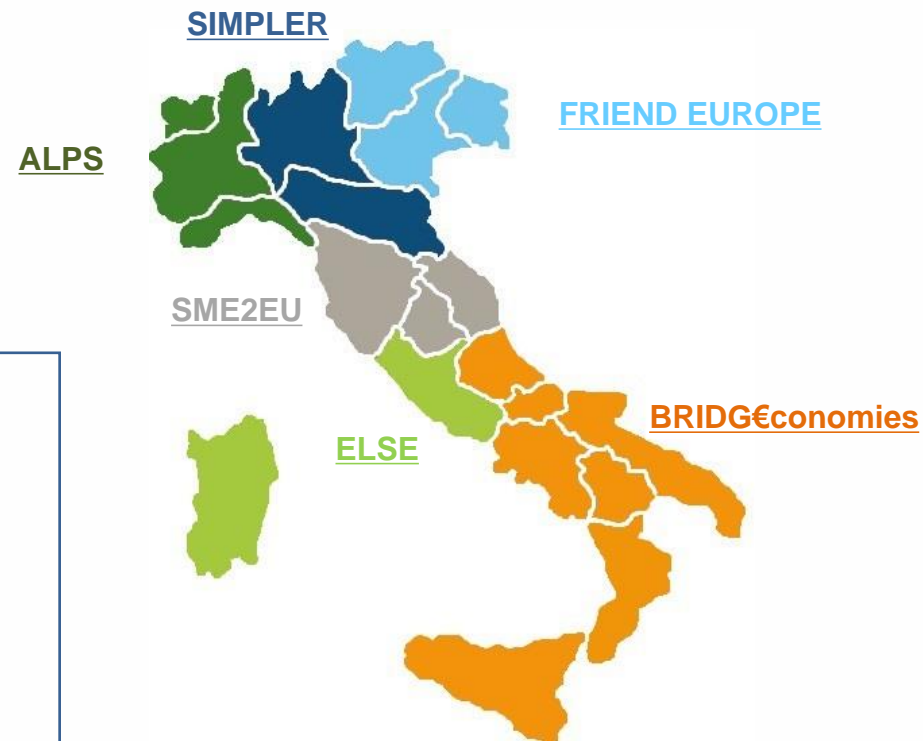 SIMPLER
FRIEND EUROPE
ALPS
SME2EU
BRIDG€conomies
ELSE